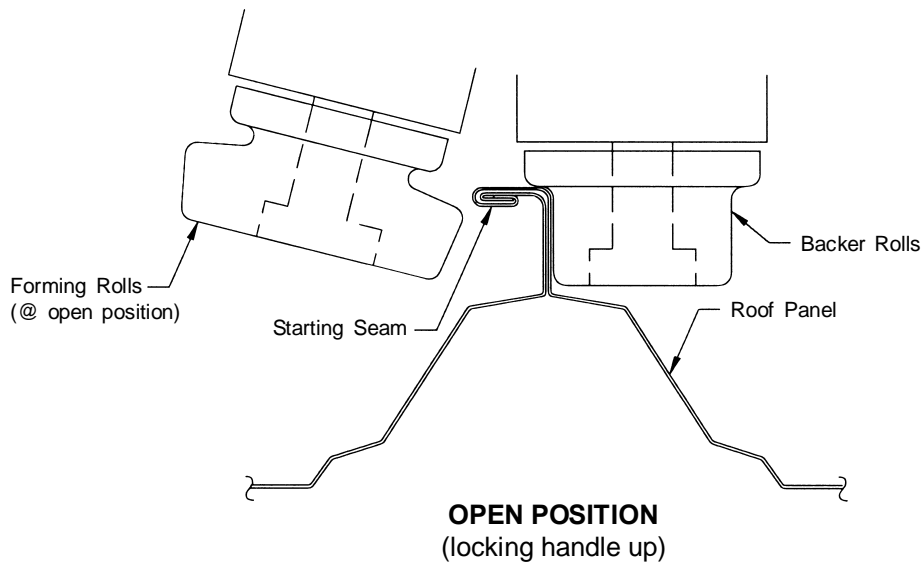 Backer Rolls
Forming Rolls
(@ open position)
Starting Seam
Roof Panel
OPEN POSITION
(locking handle up)